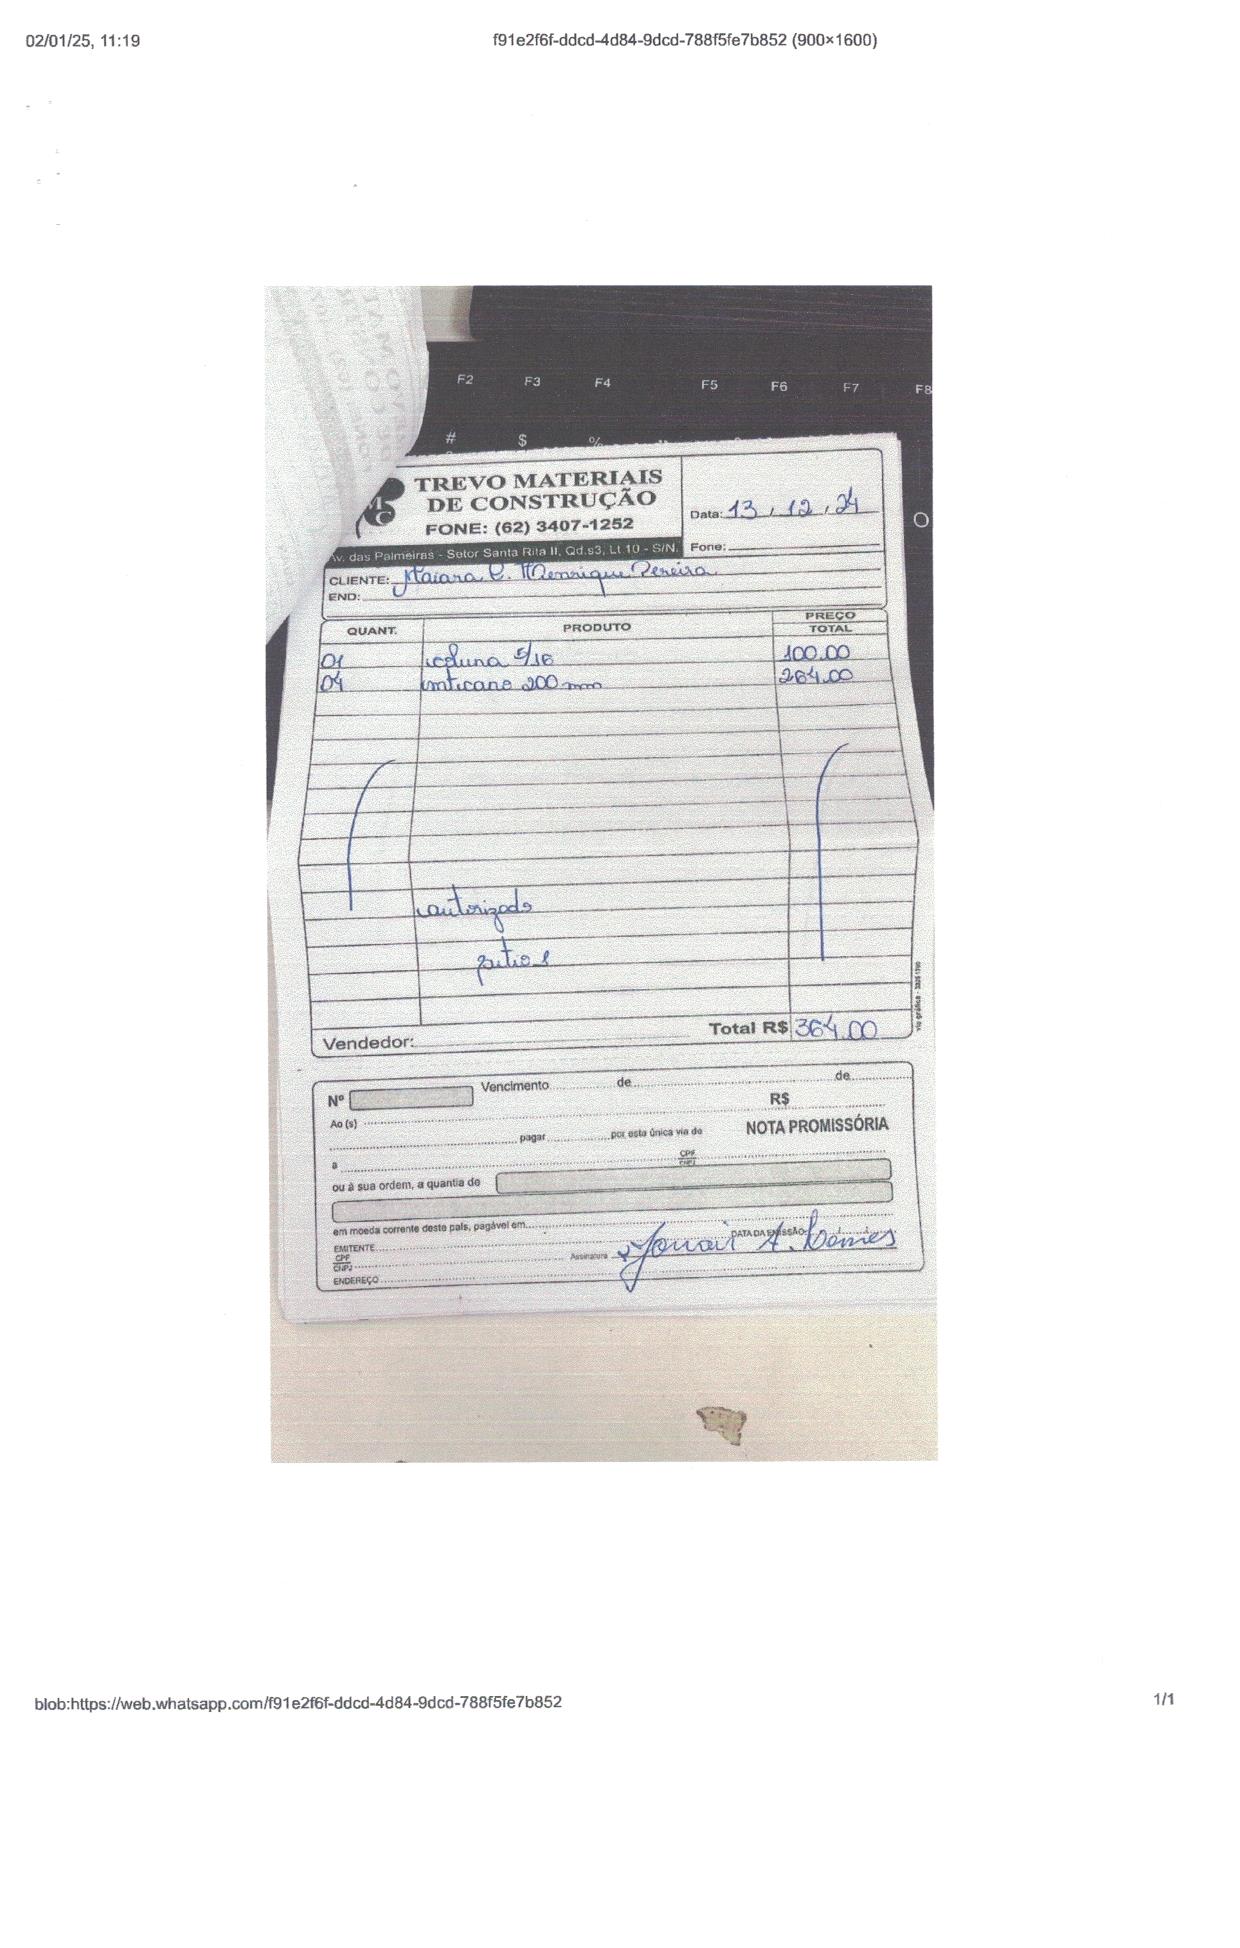 02/01/25, 11:19
f91e2f6f-ddcd-4d84-9dcd-788f5fe7b852 (900×1600)
F2 F3 F4 F5 F6 F7 F8
# $ %
O
TREVO MATERIAIS
DE CONSTRUÇÃO
FONE: (62) 3407-1252
Av. das Palmeiras - Setor Santa Rita II, Qd.s3, Lt 10 - S/N.
Data: 13, 12, 24
Fone:
CLIENTE: Maiara C. Henrique Pereira
END:
QUANT. PRODUTO PREÇO TOTAL
01 coluna 5/16 100.00
04 200 mm 264.00
autorizado
Total R$ 364.00
Vendedor:
via gráfica -
Nº Vencimento de de
R$
Ao (s)
pagar por esta única via de NOTA PROMISSÓRIA
a CPF CNPJ
ou à sua ordem, a quantia de
em moeda corrente deste país, pagável em
EMITENTE DATA DA EMISSÃO
CPF
CNPJ
Assinatura A.
ENDEREÇO
blob:https://web.whatsapp.com/f91e2f6f-ddcd-4d84-9dcd-788f5fe7b852
1/1